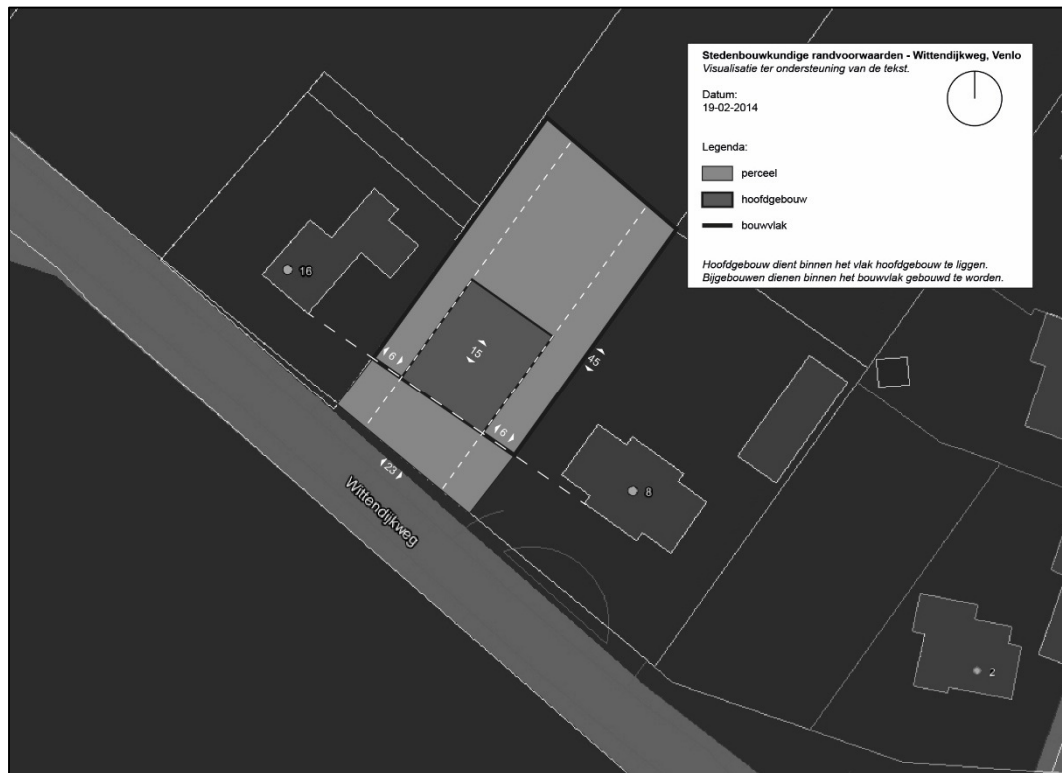 Stedenbouwkundige randvoorwaarden - Wittendijkweg, Venlo
Visualisatie ter ondersteuning van de tekst.
Datum:
19-02-2014
Legenda:
perceel
hoofdgebouw
bouwvlak
Hoofdgebouw dient binnen het vlak hoofdgebouw te liggen.
Bijgebouwen dienen binnen het bouwvlak gebouwd te worden.
16
15
6
45
6
23
Wittendijkweg
8
2